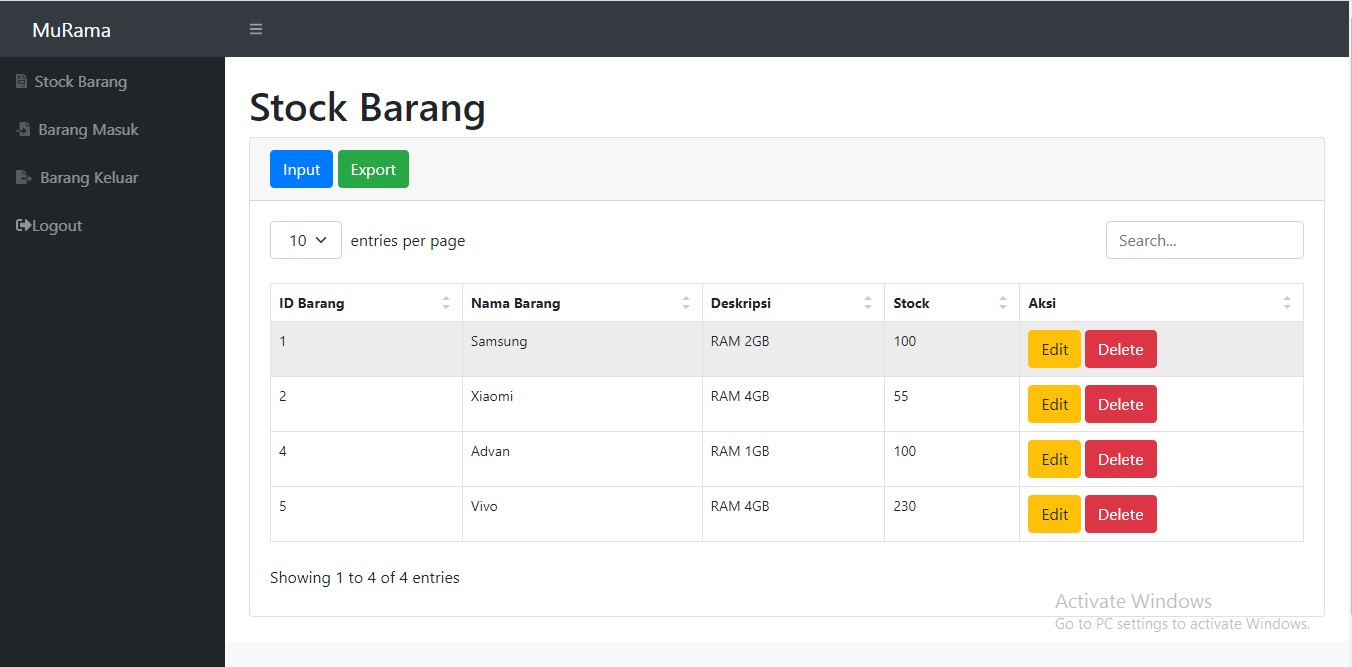 MuRama
Stock Barang
Barang Masuk
Barang Keluar
Logout
Stock Barang
Input Export
10 entries per page Search...
ID Barang Nama Barang Deskripsi Stock Aksi
1 Samsung RAM 2GB 100 Edit Delete
2 Xiaomi RAM 4GB 55 Edit Delete
4 Advan RAM 1GB 100 Edit Delete
5 Vivo RAM 4GB 230 Edit Delete
Showing 1 to 4 of 4 entries
Activate Windows
Go to PC settings to activate Windows.